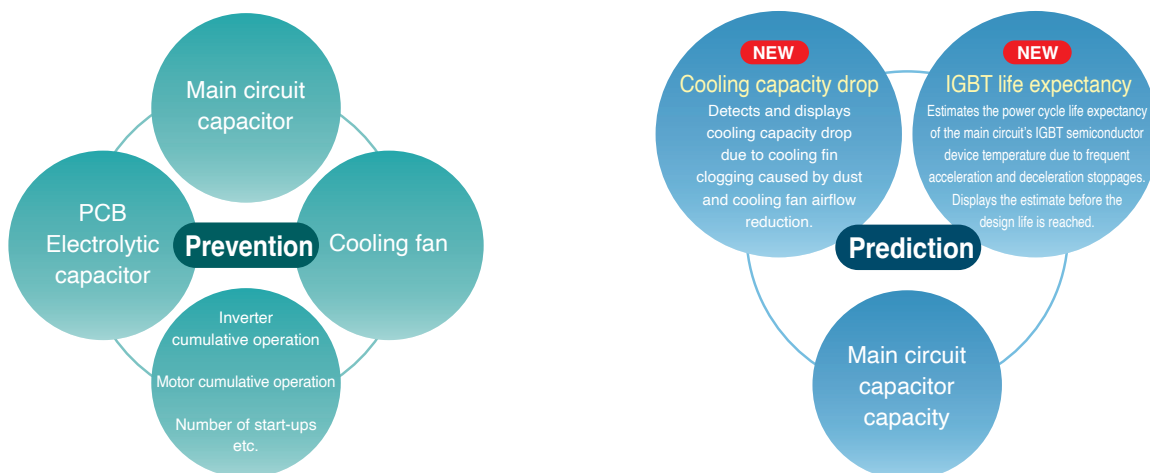 Main circuit
capacitor
PCB
Electrolytic
capacitor
Prevention
Cooling fan
Inverter
cumulative operation
Motor cumulative operation
Number of start-ups
etc.
NEW
Cooling capacity drop
Detects and displays
cooling capacity drop
due to cooling fin
clogging caused by dust
and cooling fan airflow
reduction.
NEW
IGBT life expectancy
Estimates the power cycle life expectancy
of the main circuit's IGBT semiconductor
device temperature due to frequent
acceleration and deceleration stoppages.
Displays the estimate before the
design life is reached.
Prediction
Main circuit
capacitor
capacity